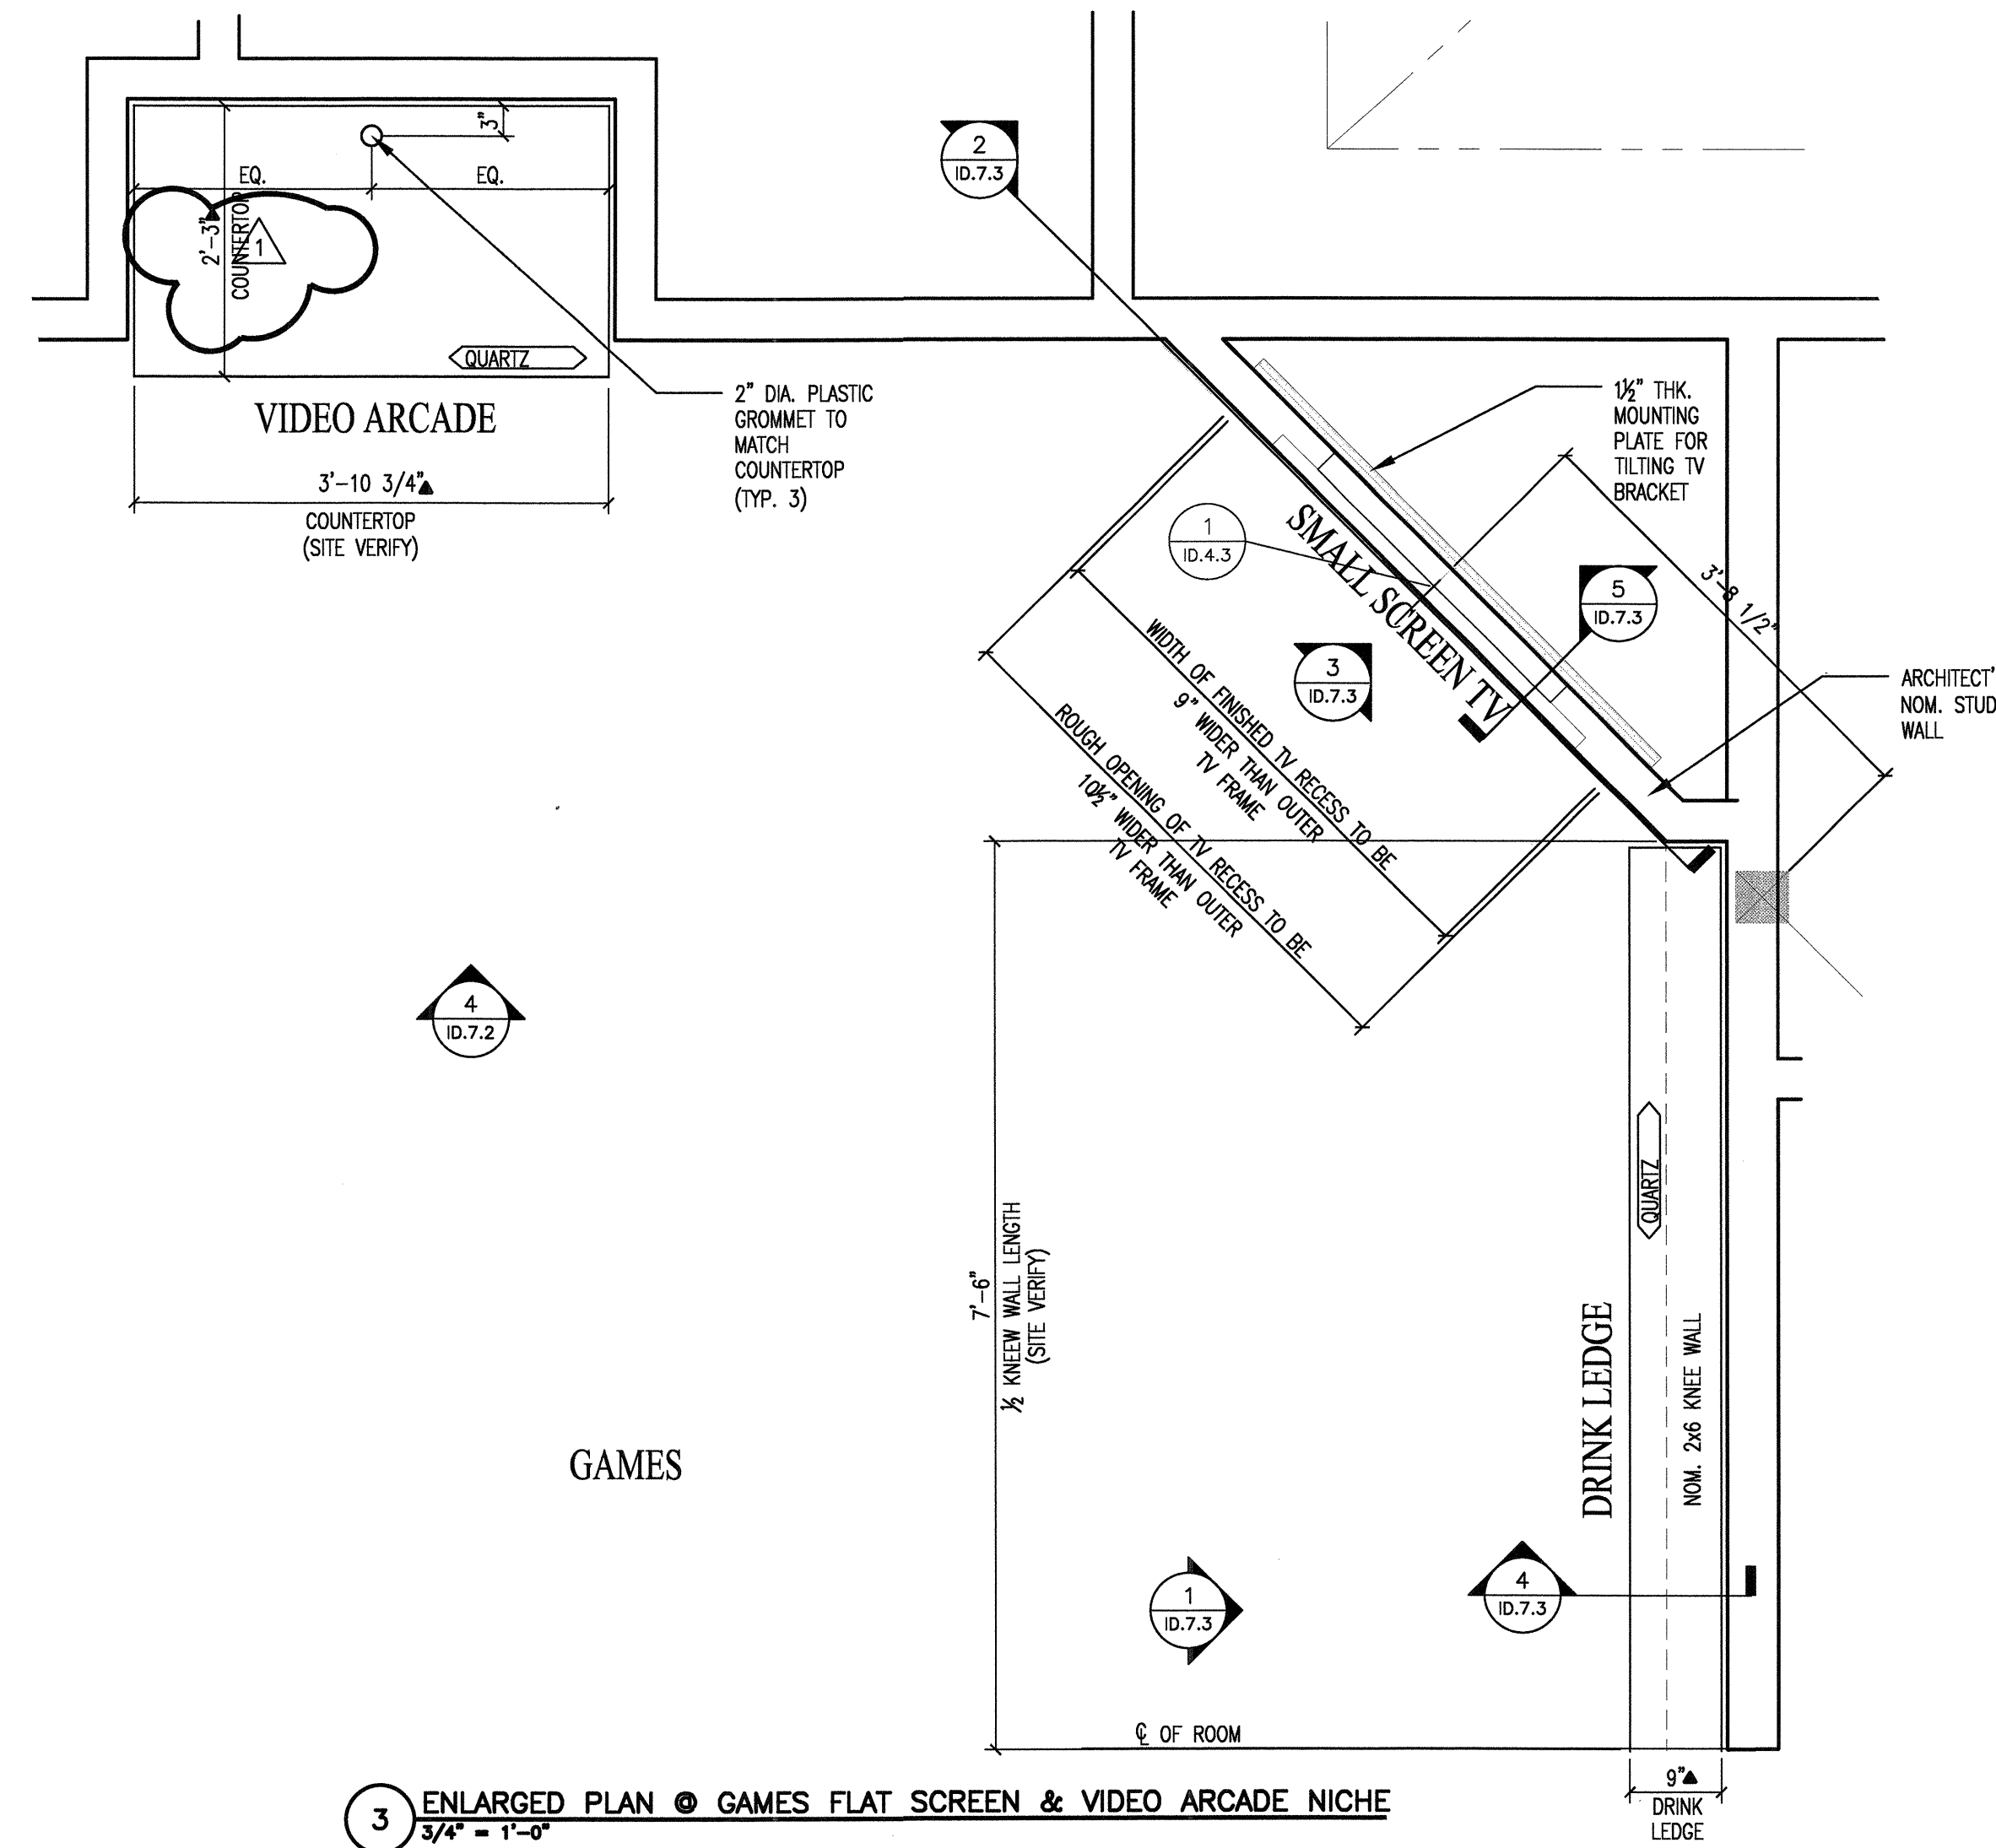 2
ID.7.3
3"
EQ.
EQ.
2'-3"
COUNTERTOP
1
QUARTZ
VIDEO ARCADE
3'-10 3/4"
COUNTERTOP
(SITE VERIFY)
2" DIA. PLASTIC
GROMMET TO
MATCH
COUNTERTOP
(TYP. 3)
1½" THK.
MOUNTING
PLATE FOR
TILTING TV
BRACKET
1
ID.4.3
SMALL SCREEN TV
5
ID.7.3
3'-8 1/2"
3
ID.7.3
ARCHITECT'
NOM. STUD
WALL
WIDTH OF FINISHED TV RECESS TO BE
9" WIDER THAN OUTER
TV FRAME
ROUGH OPENING OF TV RECESS TO BE
10½" WIDER THAN OUTER
TV FRAME
4
ID.7.2
7'-6"
½ KNEEW WALL LENGTH
(SITE VERIFY)
QUARTZ
DRINK LEDGE
NOM. 2x6 KNEE WALL
GAMES
1
ID.7.3
4
ID.7.3
℄ OF ROOM
9"
DRINK
LEDGE
3
ENLARGED PLAN @ GAMES FLAT SCREEN & VIDEO ARCADE NICHE
3/4" = 1'-0"